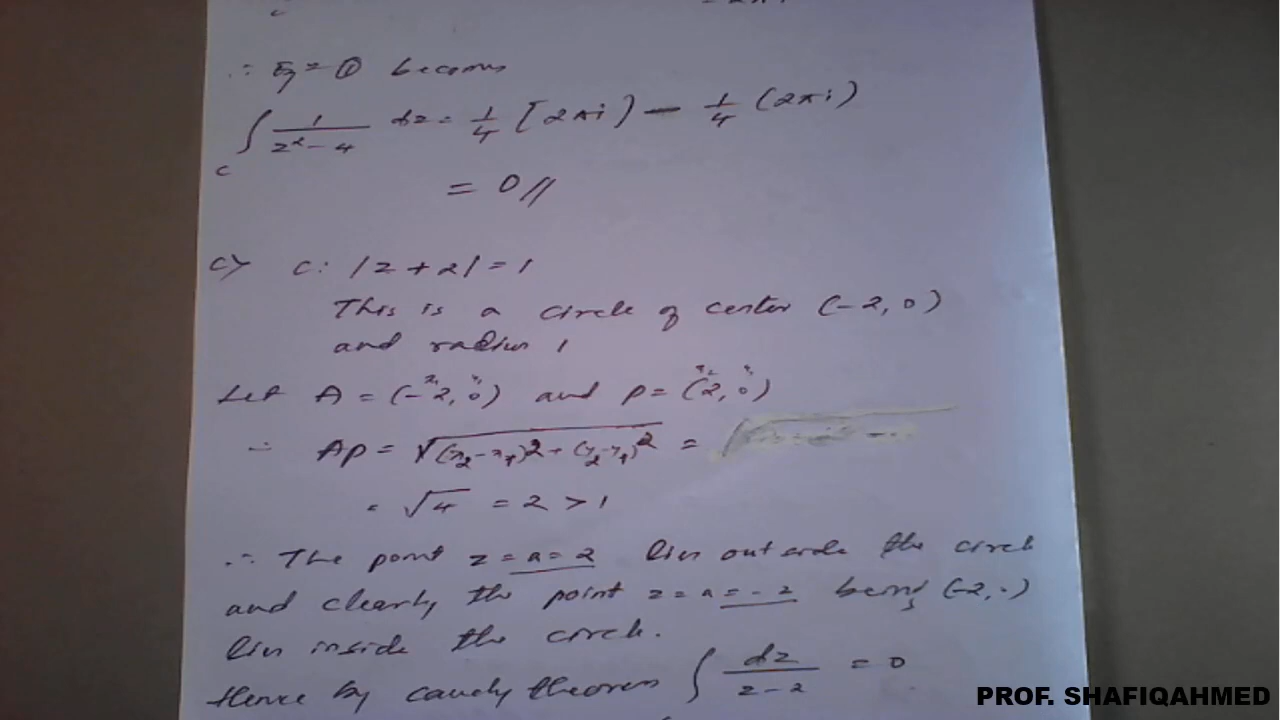 ∴ Eq = ① becomes
∫ 1/(z² - 4) dz = 1/4 [2πi) - 1/4 (2πi)
c
= 0//
c) c: |z + 2| = 1
This is a circle of center (-2, 0)
and radius 1
Let A = (-2, 0) and P = (2, 0)
∴ AP = √(x₂-x₁)2 + (y₂-y₁)2 =
= √4 = 2 > 1
∴ The point z = a = 2 lies outside the circle
and clearly the point z = a = -2 being (-2, 0)
lies inside the circle.
Hence by cauchy theorem ∫ dz/(z-2) = 0
PROF. SHAFIQAHMED